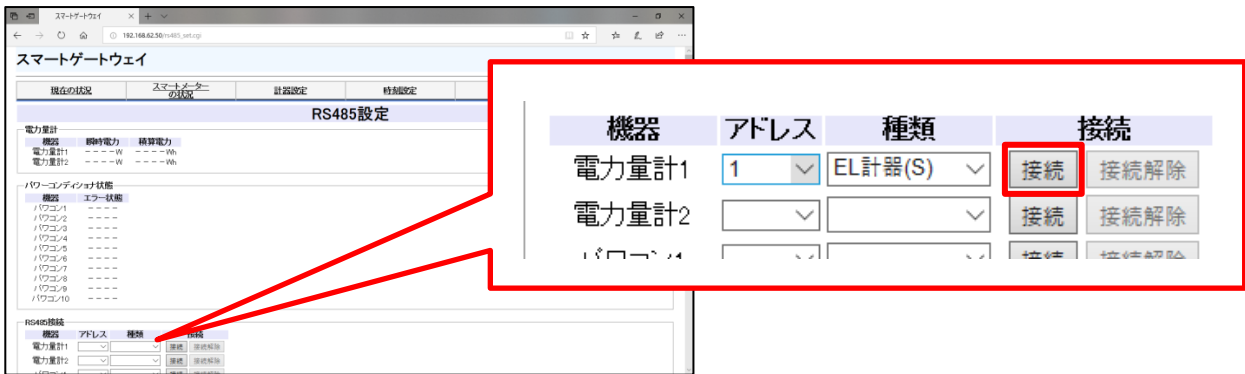 スマートゲートウェイ
192.168.62.50/rs485_set.cgi
スマートゲートウェイ
現在の状況 スマートメーターの状況 計器設定 時刻設定
RS485設定
電力量計
機器 瞬時電力 積算電力
電力量計1 ----W ----Wh
電力量計2 ----W ----Wh
パワーコンディショナ状態
機器 エラー状態
パワコン1 ----
パワコン2 ----
パワコン3 ----
パワコン4 ----
パワコン5 ----
パワコン6 ----
パワコン7 ----
パワコン8 ----
パワコン9 ----
パワコン10 ----
RS485接続
機器 アドレス 種類 接続
電力量計1 接続 接続解除
電力量計2 接続 接続解除
機器 アドレス 種類 接続
電力量計1 1 EL計器(S) 接続 接続解除
電力量計2 接続 接続解除
パワコン1 接続 接続解除